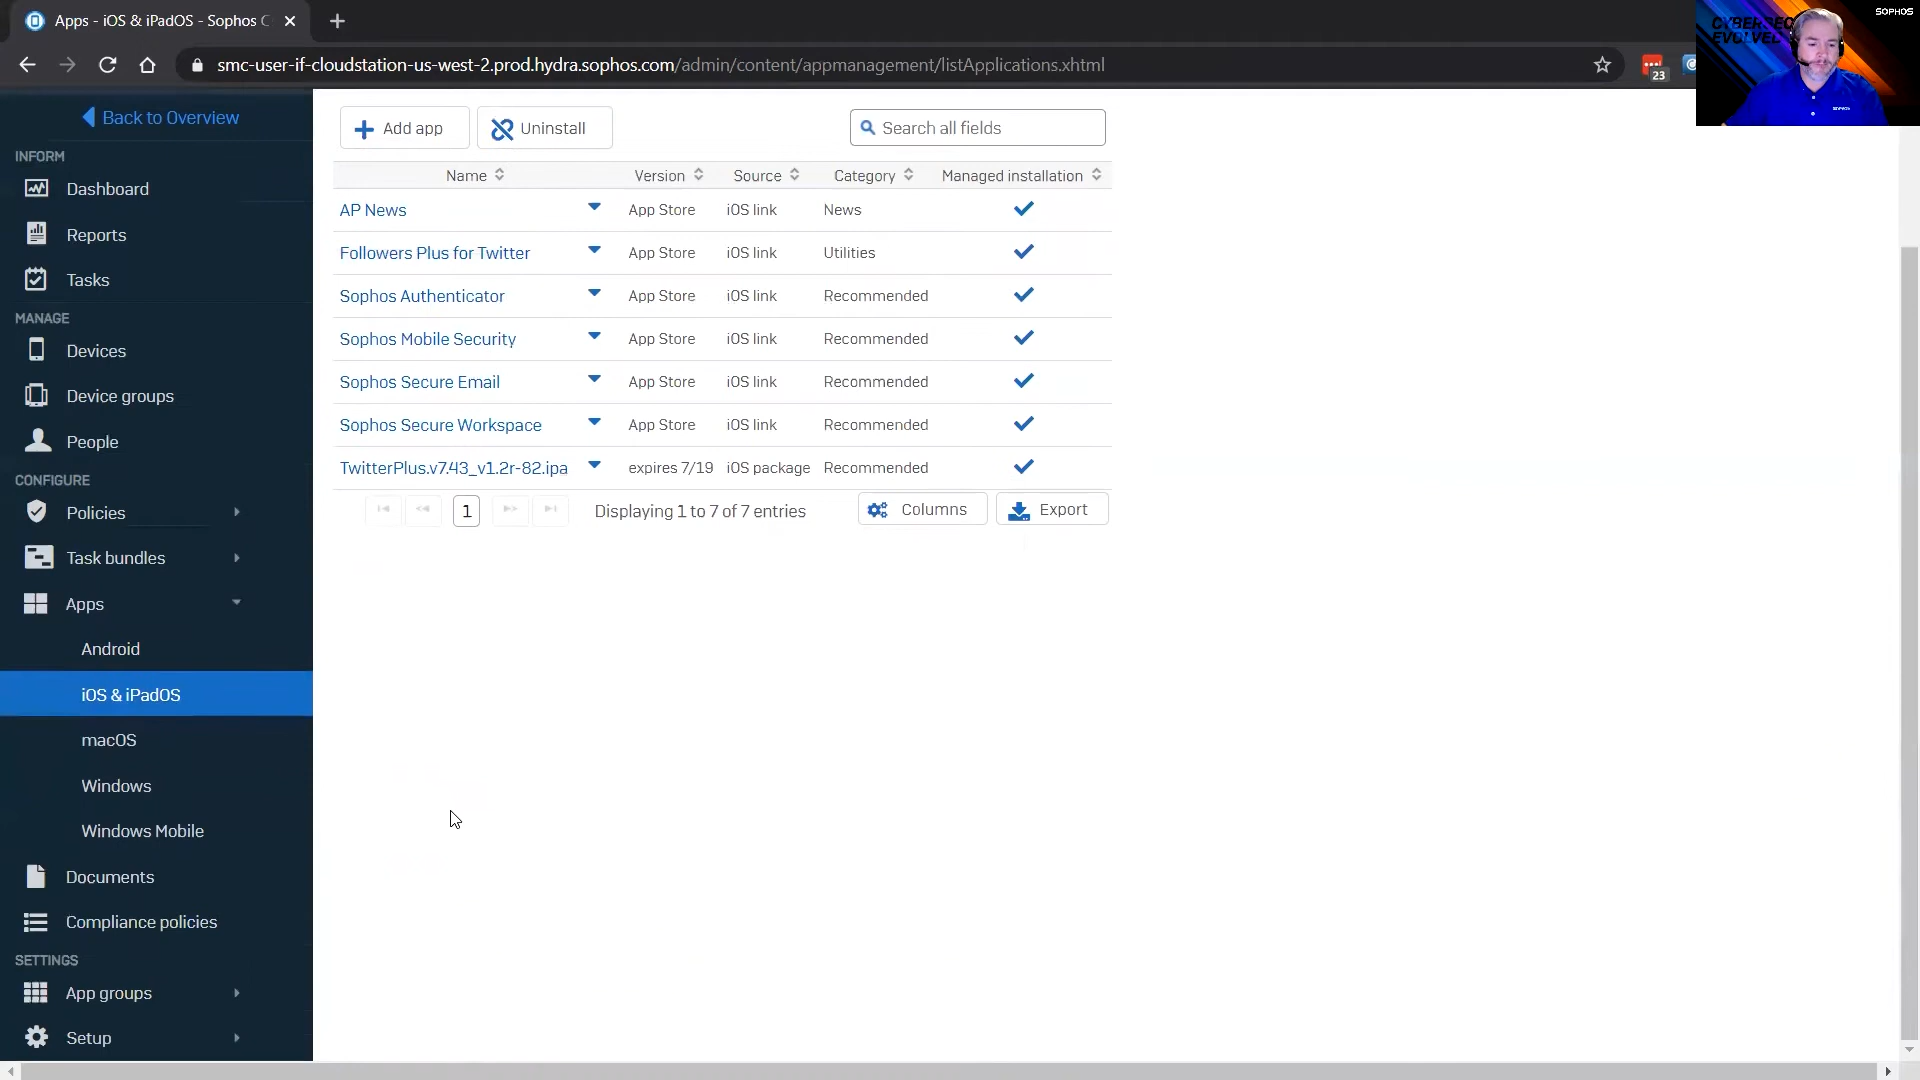 Apps - iOS & iPadOS - Sophos C
smc-user-if-cloudstation-us-west-2.prod.hydra.sophos.com/admin/content/appmanagement/listApplications.xhtml
23
SOPHOS
CYBERSEC
EVOLVED
SOPHOS
Back to Overview
INFORM
Dashboard
Reports
Tasks
MANAGE
Devices
Device groups
People
CONFIGURE
Policies
Task bundles
Apps
Android
iOS & iPadOS
macOS
Windows
Windows Mobile
Documents
Compliance policies
SETTINGS
App groups
Setup
Add app Uninstall Search all fields
Name Version Source Category Managed installation
AP News App Store iOS link News
Followers Plus for Twitter App Store iOS link Utilities
Sophos Authenticator App Store iOS link Recommended
Sophos Mobile Security App Store iOS link Recommended
Sophos Secure Email App Store iOS link Recommended
Sophos Secure Workspace App Store iOS link Recommended
TwitterPlus.v7.43_v1.2r-82.ipa expires 7/19 iOS package Recommended
1 Displaying 1 to 7 of 7 entries Columns Export